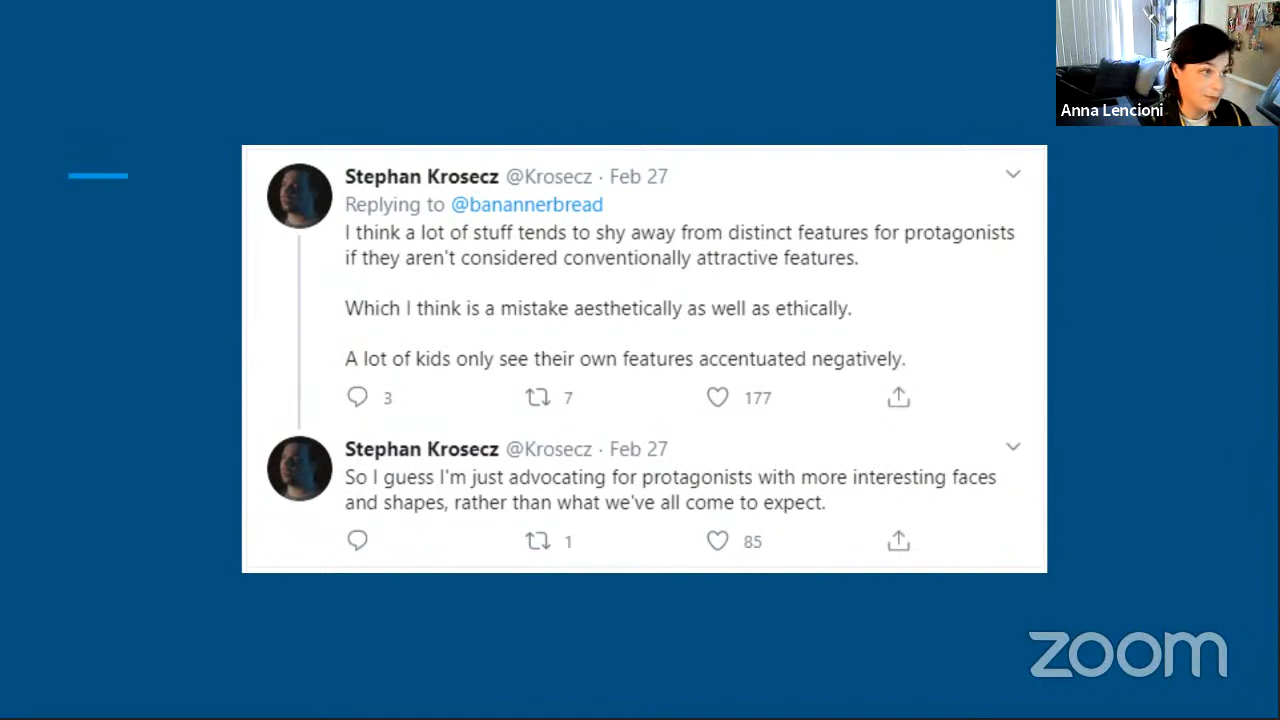 Anna Lencioni
Stephan Krosecz @Krosecz · Feb 27
Replying to @banannerbread
I think a lot of stuff tends to shy away from distinct features for protagonists
if they aren't considered conventionally attractive features.
Which I think is a mistake aesthetically as well as ethically.
A lot of kids only see their own features accentuated negatively.
3 7 177
Stephan Krosecz @Krosecz · Feb 27
So I guess I'm just advocating for protagonists with more interesting faces
and shapes, rather than what we've all come to expect.
1 85
zoom